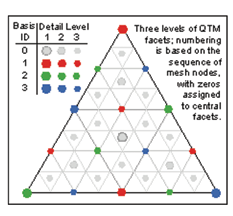 Basis Detail Level
ID 1 2 3
0
1
2
3
Three levels of QTM
facets; numbering
is based on the
sequence of
mesh nodes,
with zeros
assigned
to central
facets.